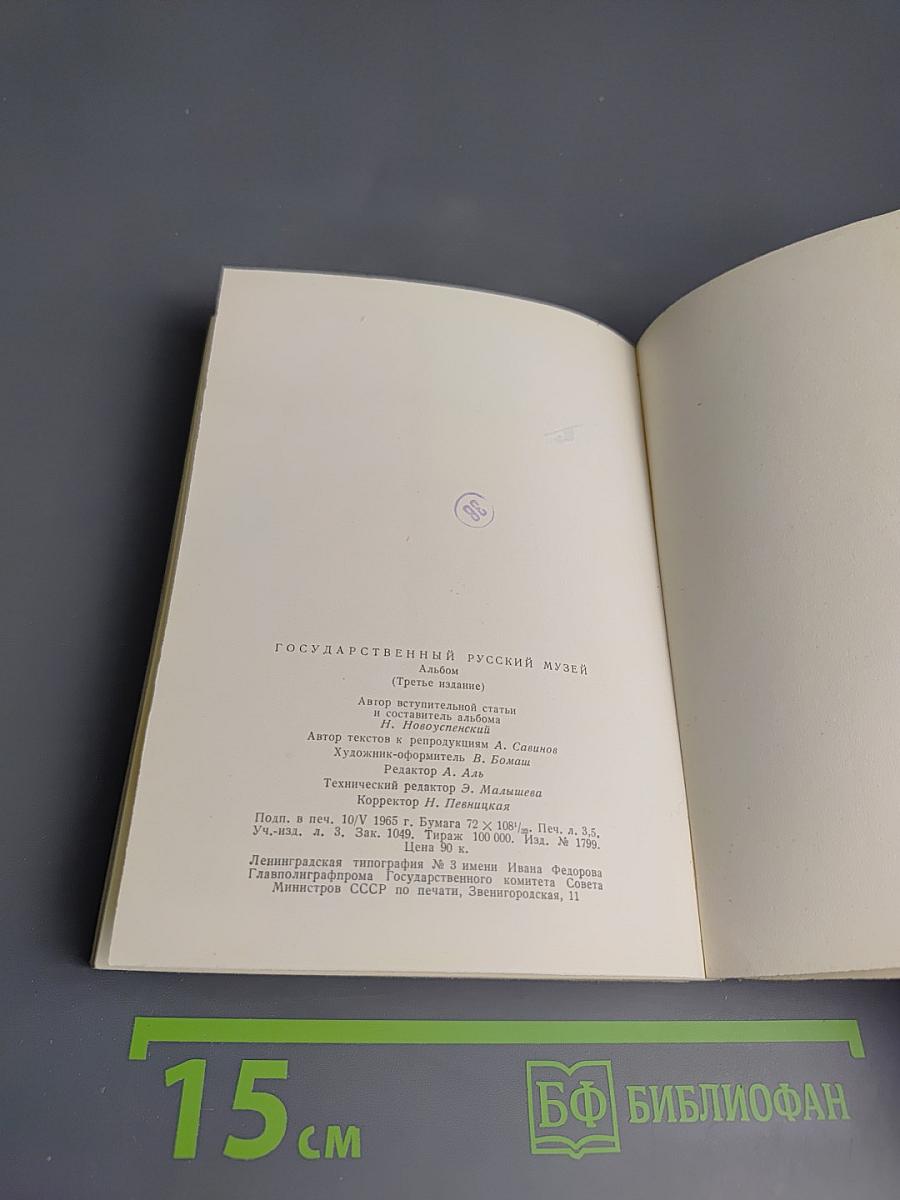 38
ГОСУДАРСТВЕННЫЙ РУССКИЙ МУЗЕЙ
Альбом
(Третье издание)
Автор вступительной статьи
и составитель альбома
Н. Новоуспенский
Автор текстов к репродукциям А. Савинов
Художник-оформитель В. Бомаш
Редактор А. Аль
Технический редактор Э. Малышева
Корректор Н. Певницкая
Подп. в печ. 10/V 1965 г. Бумага 72 × 108¹/₃₂. Печ. л. 3,5.
Уч.-изд. л. 3. Зак. 1049. Тираж 100 000. Изд. № 1799.
Цена 90 к.
Ленинградская типография № 3 имени Ивана Федорова
Главполиграфпрома Государственного комитета Совета
Министров СССР по печати, Звенигородская, 11
15 см
БФ БИБЛИОФАН